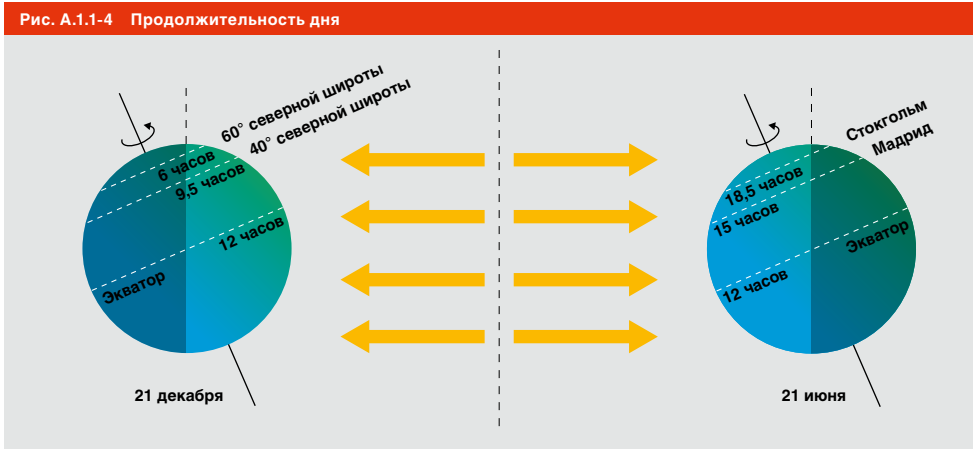 Рис. А.1.1-4 Продолжительность дня
60° северной широты
40° северной широты
6 часов
9,5 часов
12 часов
Экватор
21 декабря
Стокгольм
Мадрид
18,5 часов
15 часов
Экватор
12 часов
21 июня